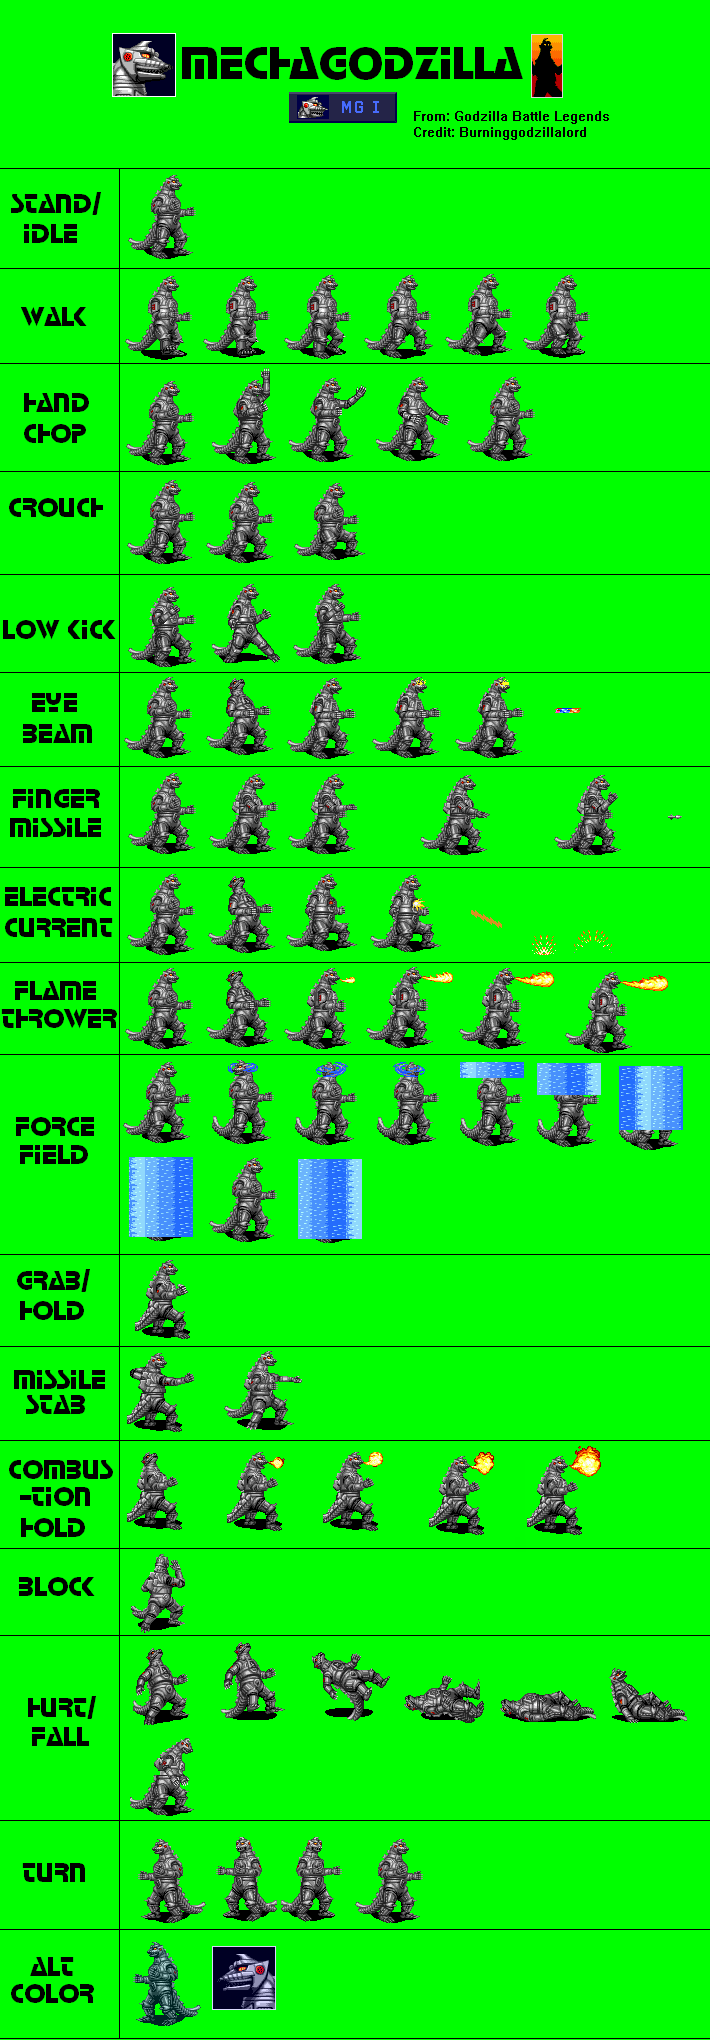 MECHAGODZILLA
MG I
From: Godzilla Battle Legends
Credit: Burninggodzillalord
STAND/
IDLE
WALK
HAND
CHOP
CROUCH
LOW KICK
EYE
BEAM
FINGER
MISSILE
ELECTRIC
CURRENT
FLAME
THROWER
FORCE
FIELD
GRAB/
HOLD
MISSILE
STAB
COMBUS
-TION
HOLD
BLOCK
HURT/
FALL
TURN
ALT
COLOR